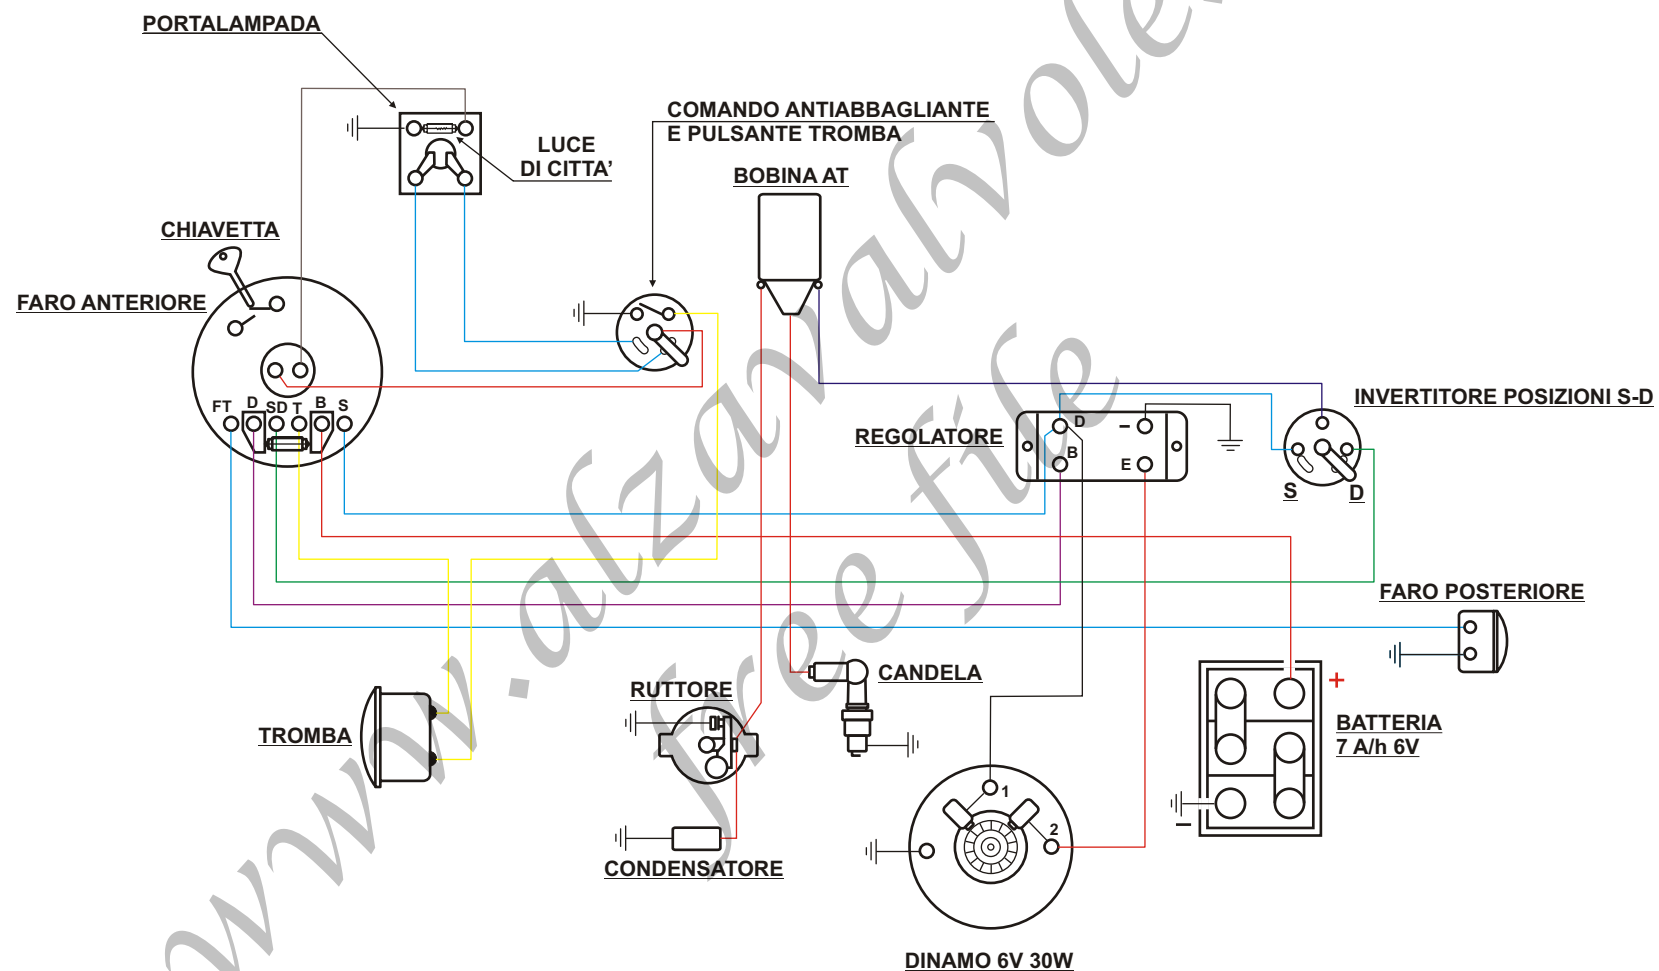 PORTALAMPADA
COMANDO ANTIABBAGLIANTE
E PULSANTE TROMBA
LUCE
DI CITTA'
BOBINA AT
CHIAVETTA
FARO ANTERIORE
INVERTITORE POSIZIONI S-D
FT D SD T B S
REGOLATORE
D -
B E
S D
FARO POSTERIORE
CANDELA
RUTTORE
TROMBA
+
BATTERIA
7 A/h 6V
-
1
2
CONDENSATORE
DINAMO 6V 30W
www.alzavalvole.
free file